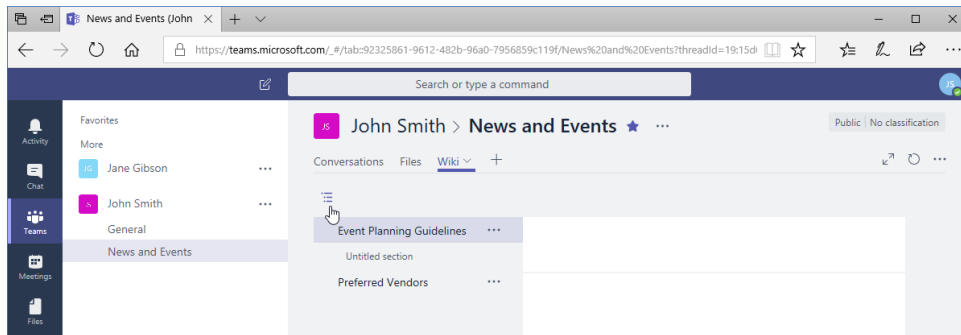 News and Events (John
https://teams.microsoft.com/_#/tab::92325861-9612-482b-96a0-7956859c119f/News%20and%20Events?threadId=19:15d
Search or type a command
JS
Activity
Chat
Teams
Meetings
Files
Favorites
More
JG Jane Gibson
S John Smith
General
News and Events
JS John Smith > News and Events
Public No classification
Conversations Files Wiki
Event Planning Guidelines
Untitled section
Preferred Vendors